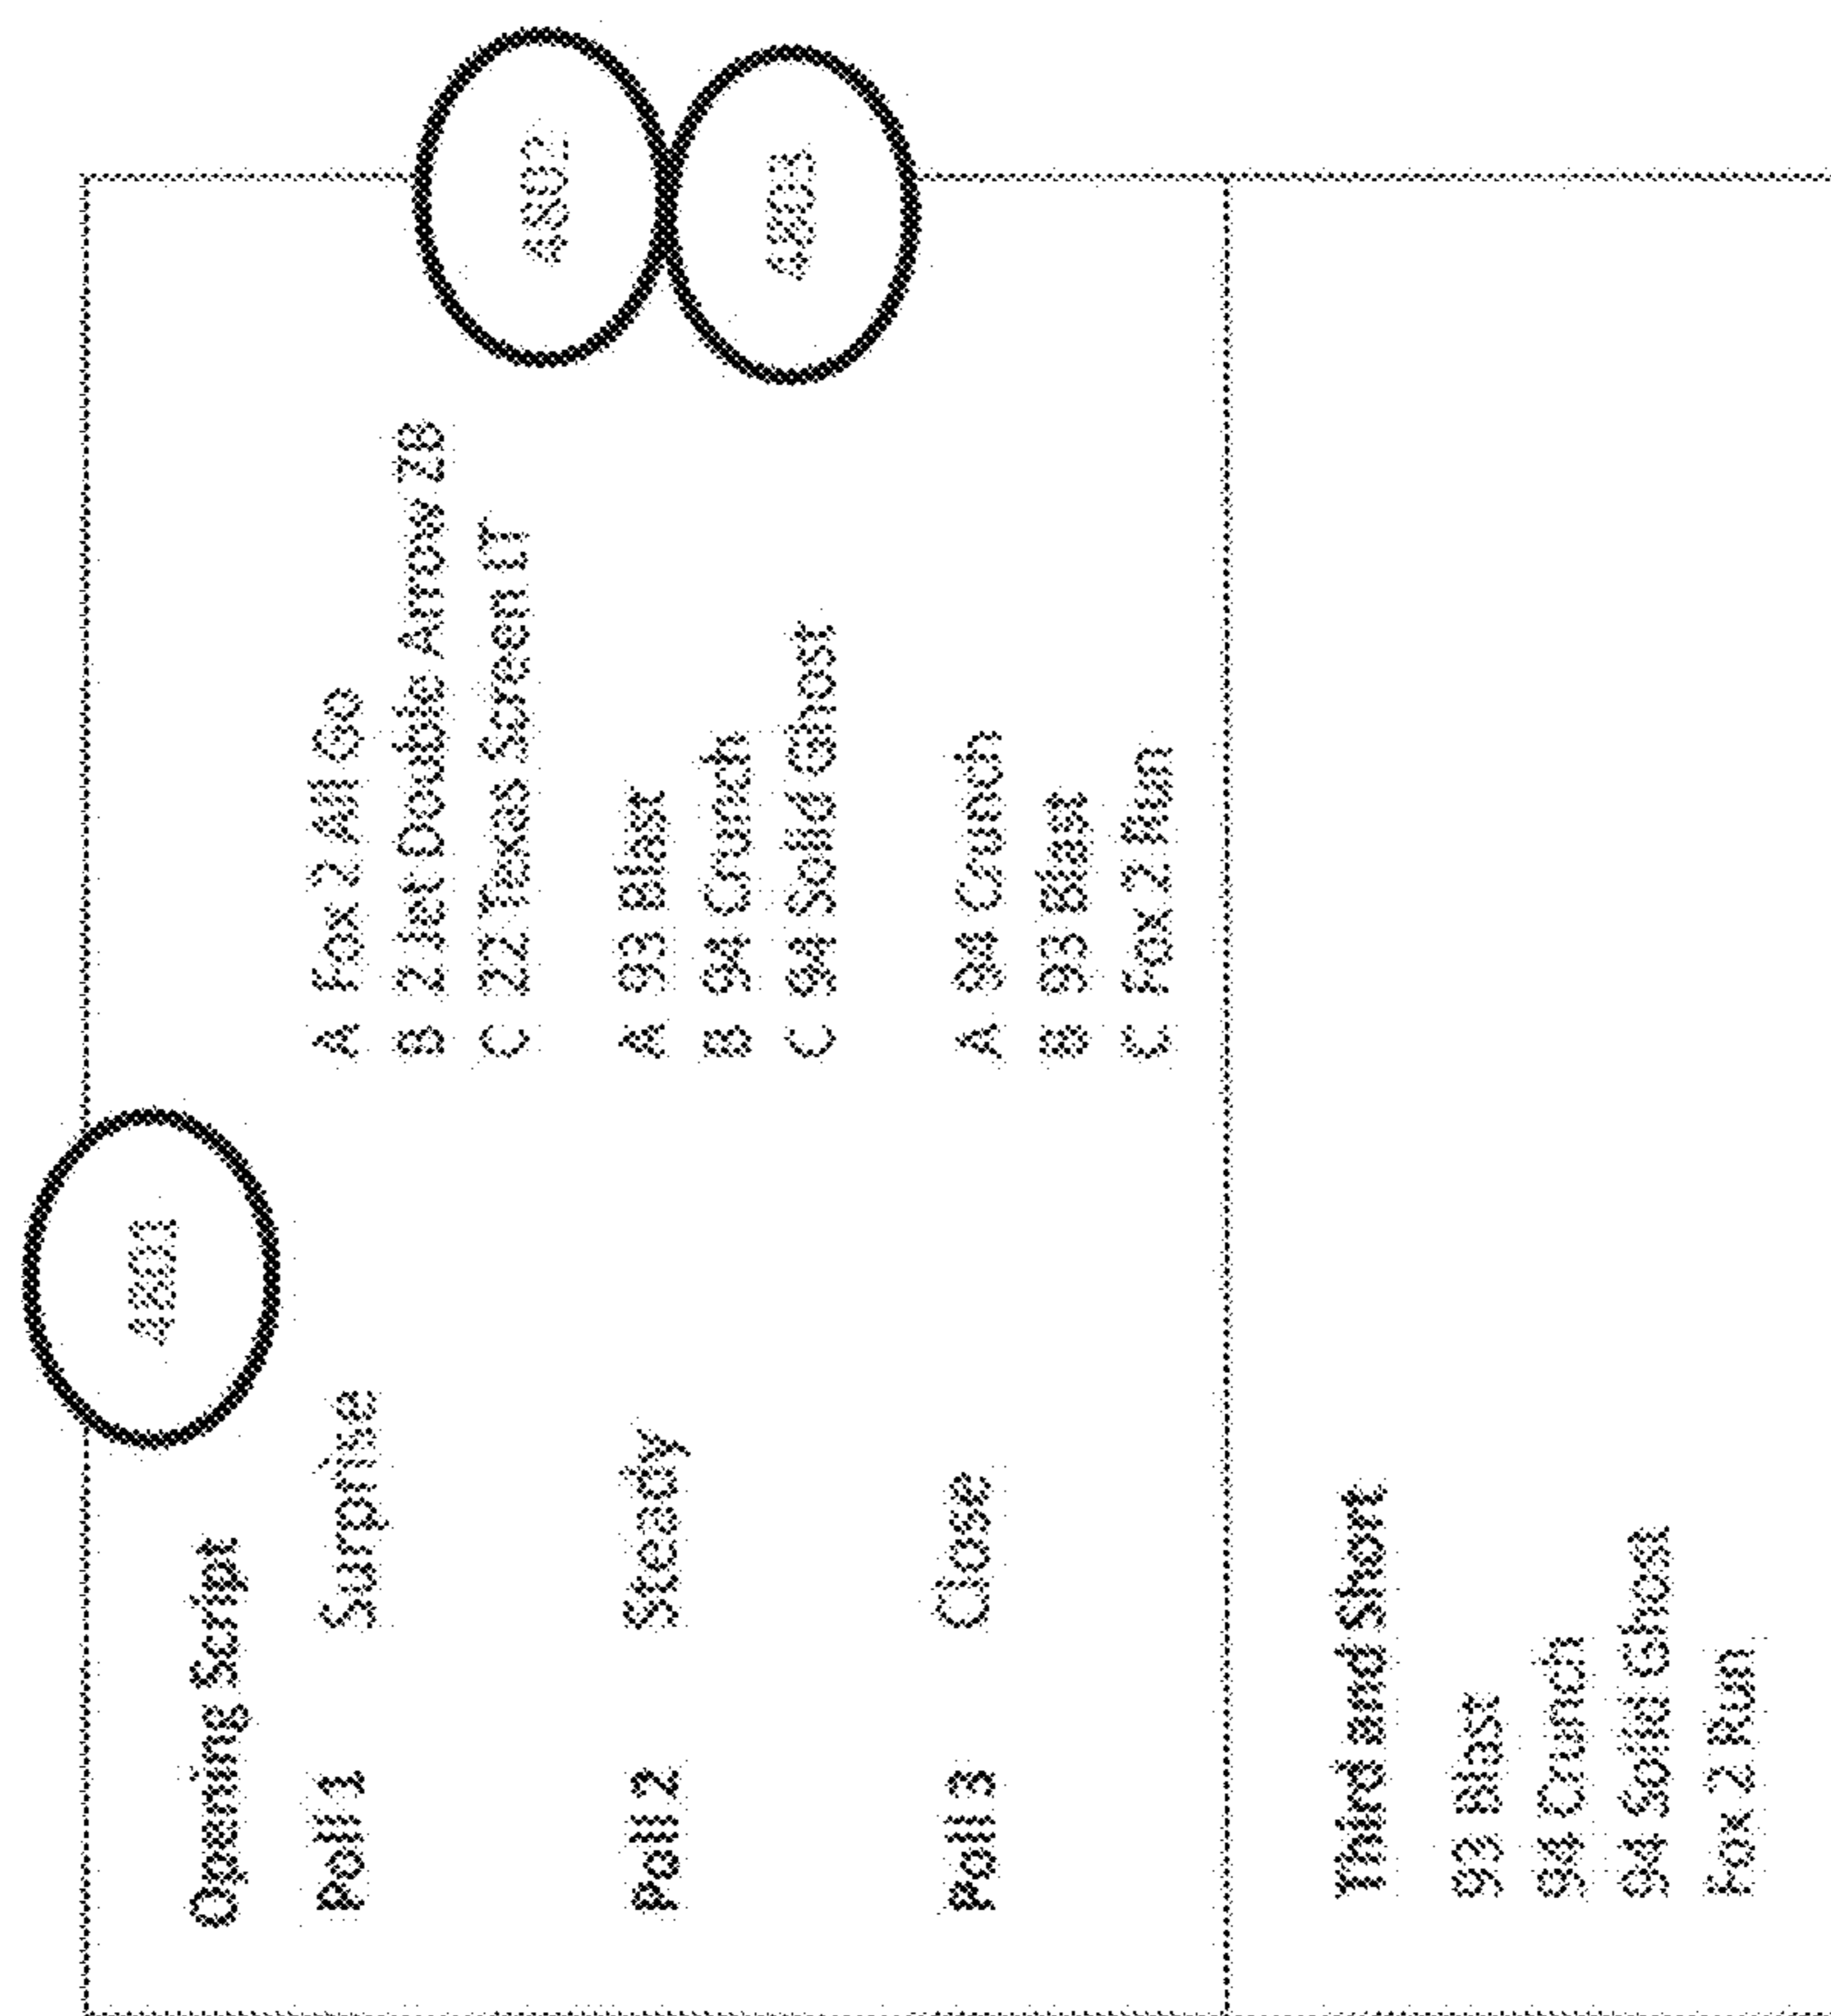 Opening Script
Poll 1 Surprise A Fox 2 All Go
B 2 Jet Double Arrow ZB
C 22 Texas Screen LT
Poll 2 Steady A 93 Blast
B 94 Crunch
C 94 Solid Ghost
Poll 3 Close A 94 Crunch
B 93 Blast
C Fox 2 Run
Third and Short
93 Blast
94 Crunch
94 Solid Ghost
Fox 2 Run